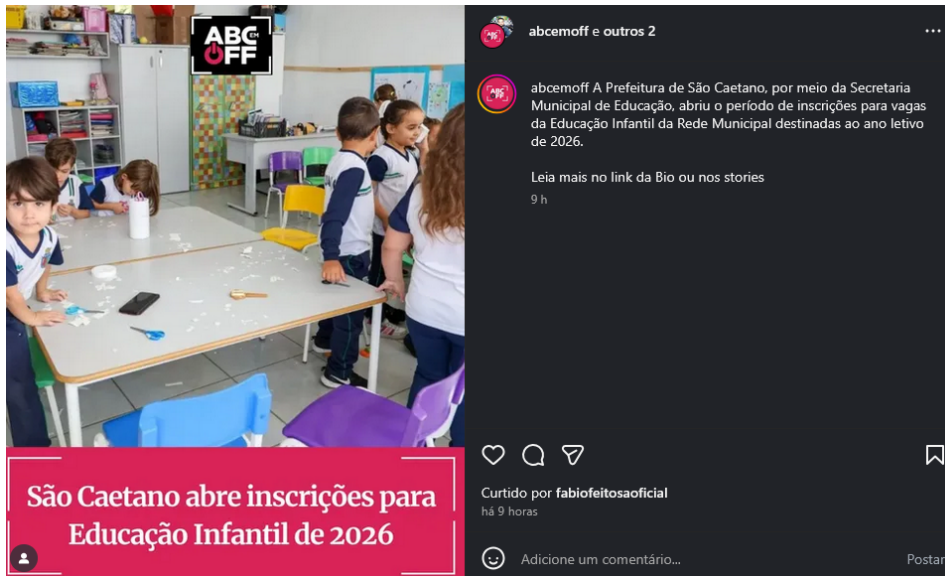 ABC EM
OFF
São Caetano abre inscrições para
Educação Infantil de 2026
abcemoff e outros 2
abcemoff A Prefeitura de São Caetano, por meio da Secretaria
Municipal de Educação, abriu o período de inscrições para vagas
da Educação Infantil da Rede Municipal destinadas ao ano letivo
de 2026.
Leia mais no link da Bio ou nos stories
9 h
Curtido por fabiofeitosaoficial
há 9 horas
Adicione um comentário...
Postar